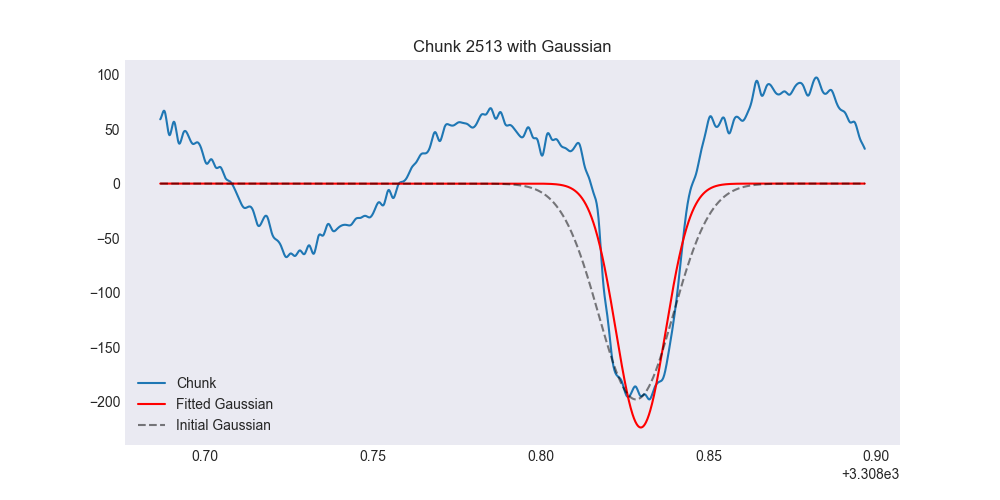 Chunk 2513 with Gaussian
100
50
0
−50
−100
−150
−200
Chunk
Fitted Gaussian
Initial Gaussian
0.70 0.75 0.80 0.85 0.90
+3.308e3